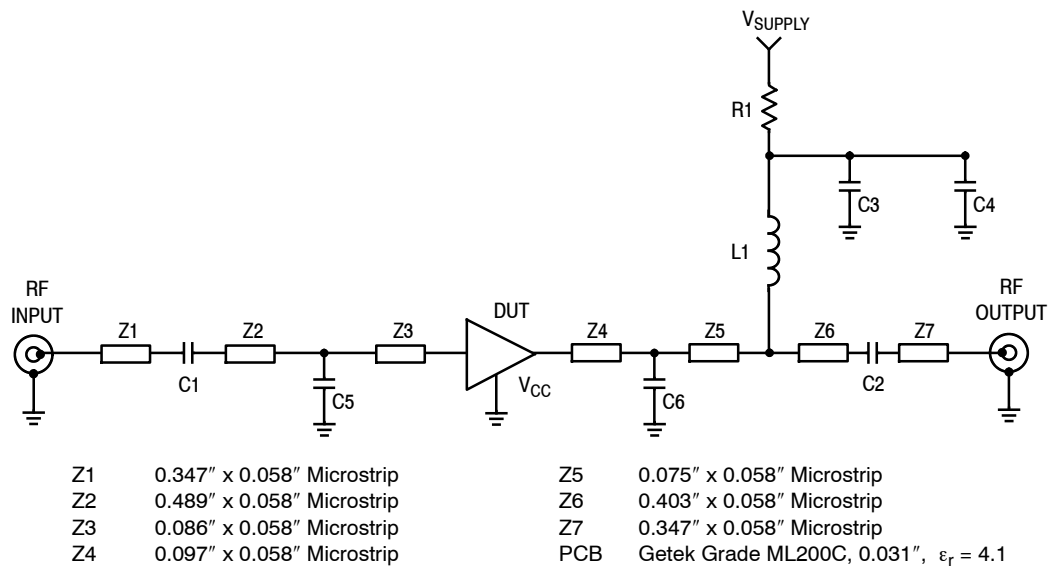 V_SUPPLY
R1
C3
C4
L1
RF
INPUT
Z1
C1
Z2
C5
Z3
DUT
V_CC
Z4
C6
Z5
Z6
C2
Z7
RF
OUTPUT
Z1 0.347″ x 0.058″ Microstrip
Z2 0.489″ x 0.058″ Microstrip
Z3 0.086″ x 0.058″ Microstrip
Z4 0.097″ x 0.058″ Microstrip
Z5 0.075″ x 0.058″ Microstrip
Z6 0.403″ x 0.058″ Microstrip
Z7 0.347″ x 0.058″ Microstrip
PCB Getek Grade ML200C, 0.031″, ε_r = 4.1